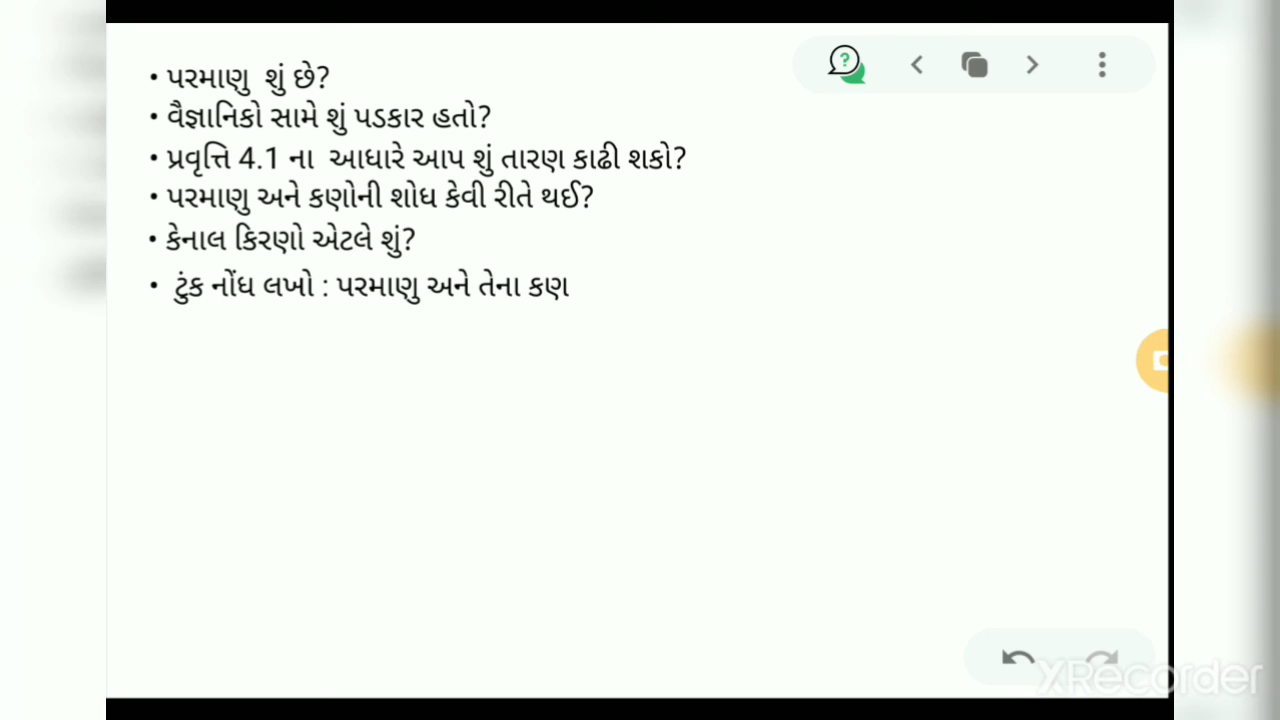 • પરમાણુ શું છે?
• વૈજ્ઞાનિકો સામે શું પડકાર હતો?
• પ્રવૃત્તિ 4.1 ના આધારે આપ શું તારણ કાઢી શકો?
• પરમાણુ અને કણોની શોધ કેવી રીતે થઈ?
• કેનાલ કિરણો એટલે શું?
• ટુંક નોંધ લખો : પરમાણુ અને તેના કણ
XRecorder